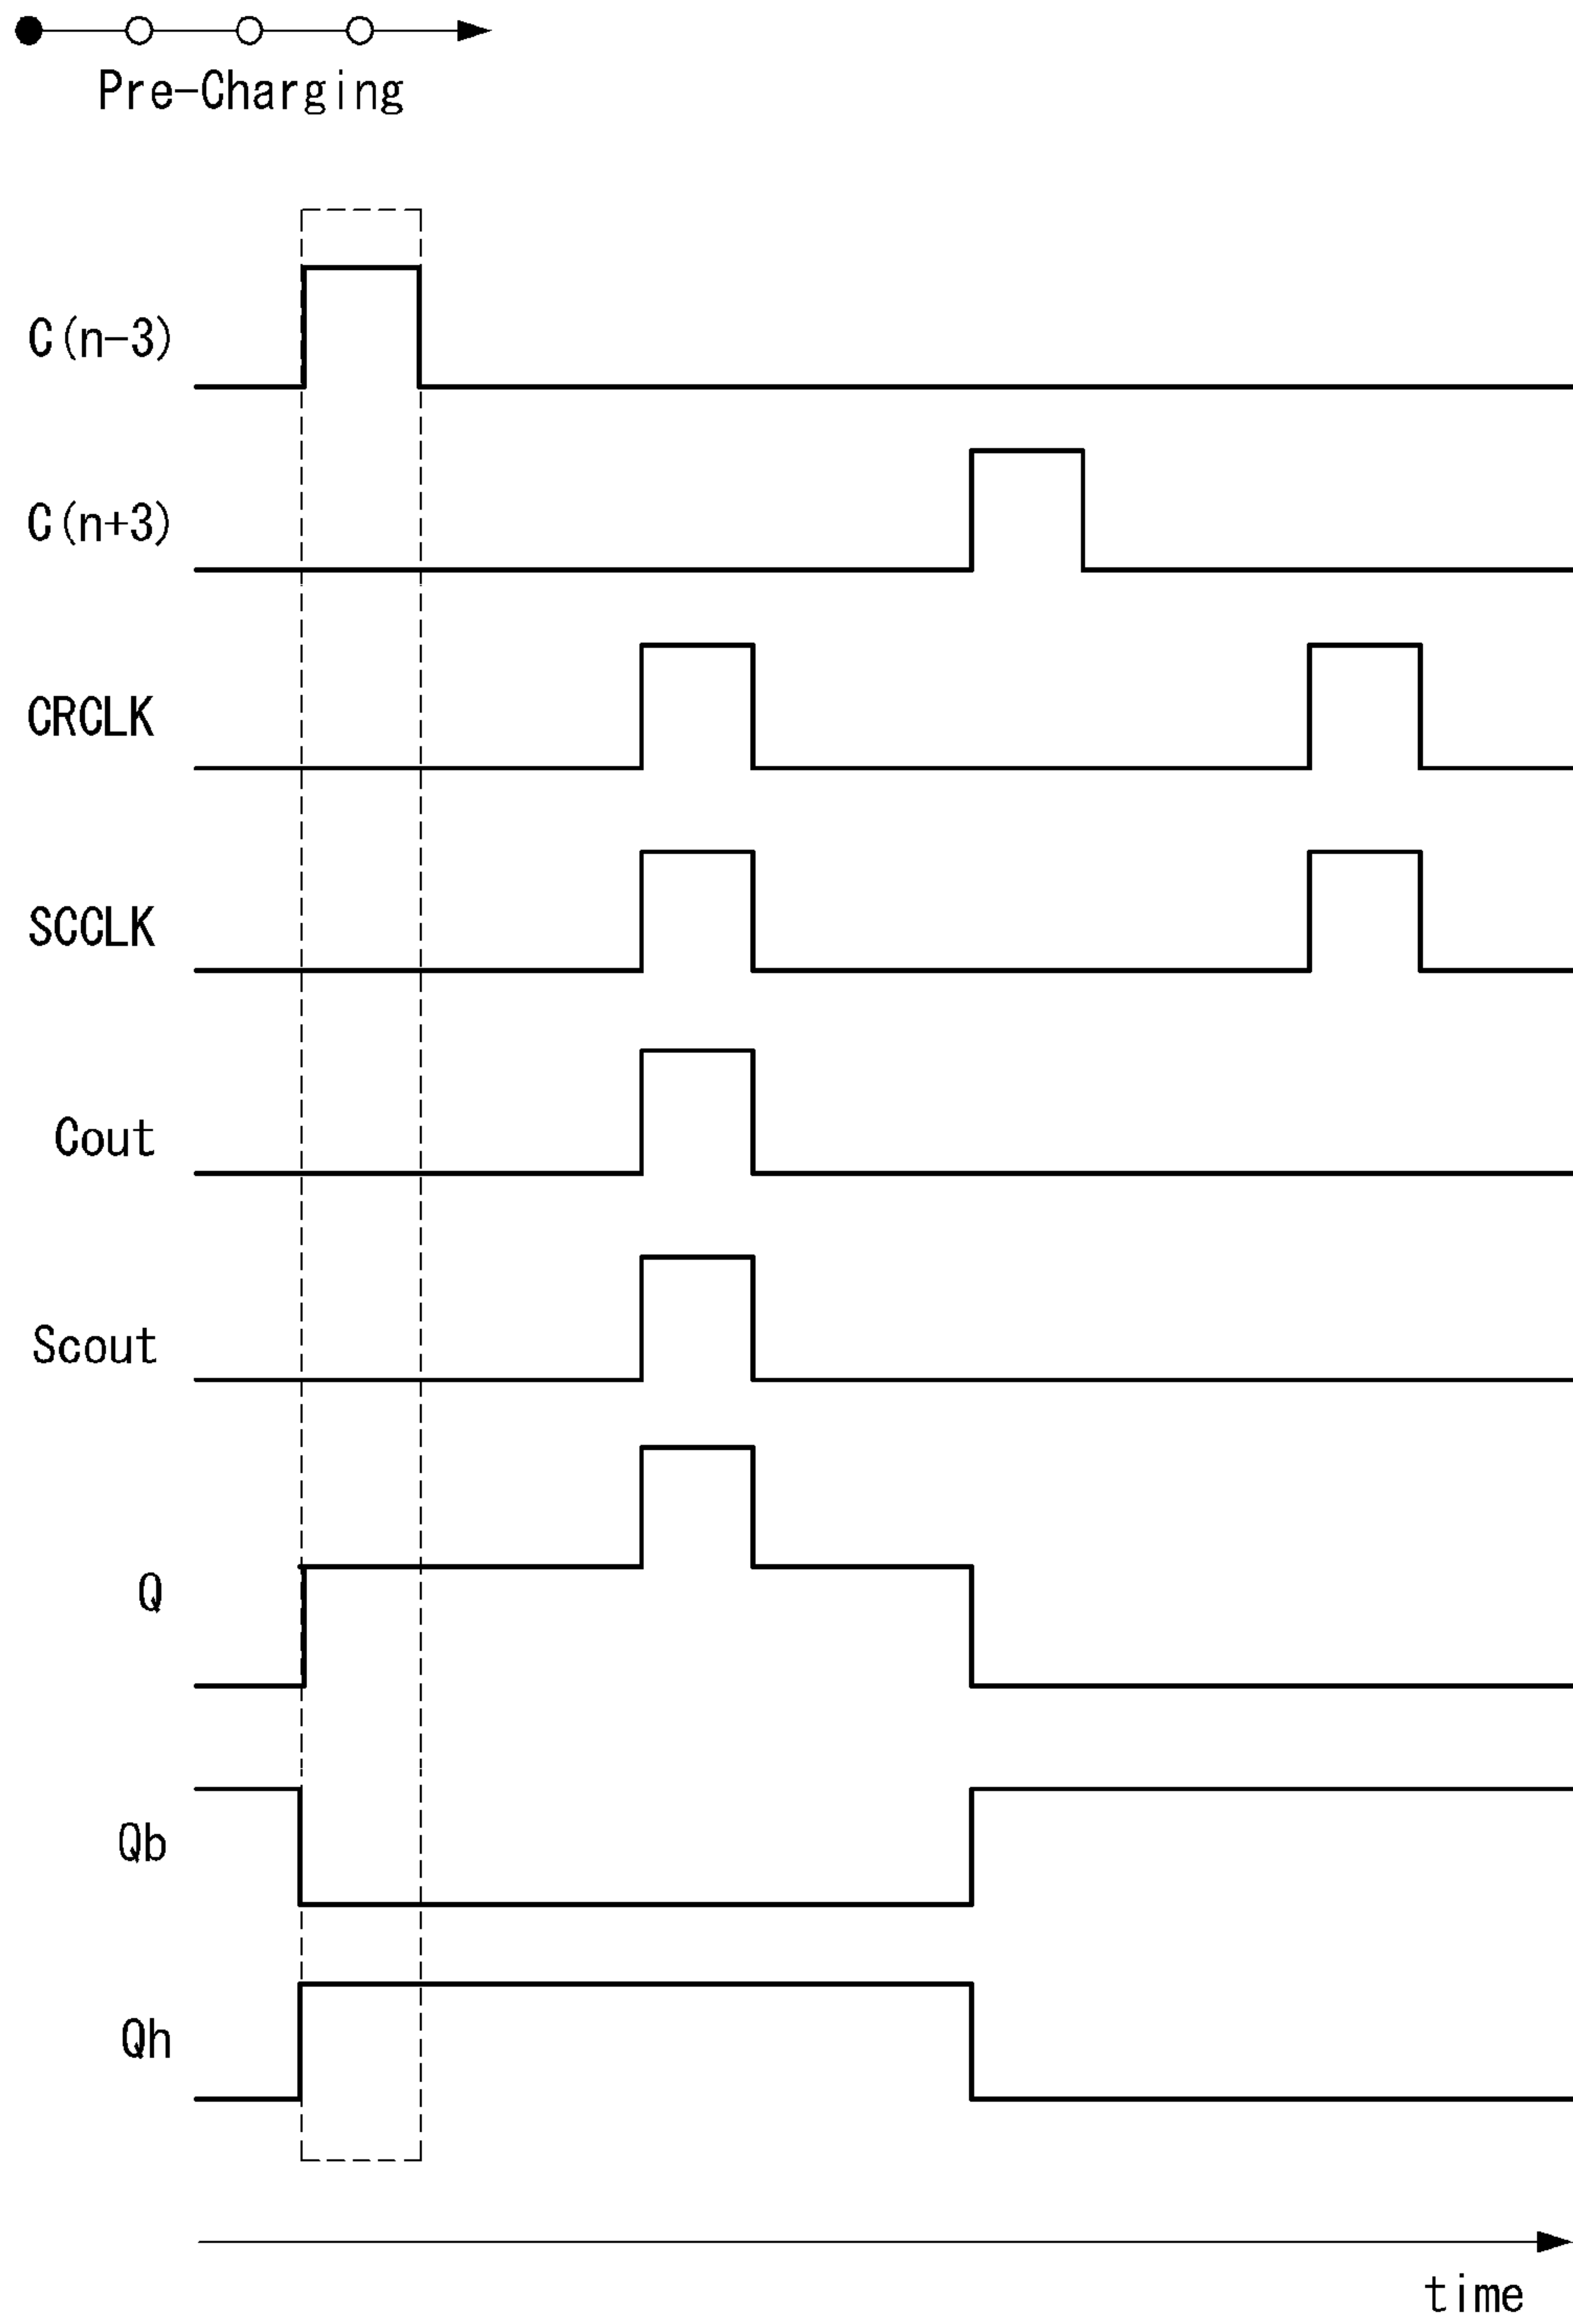 Pre-Charging
C(n-3)
C(n+3)
CRCLK
SCCLK
Cout
Scout
Q
Qb
Qh
time